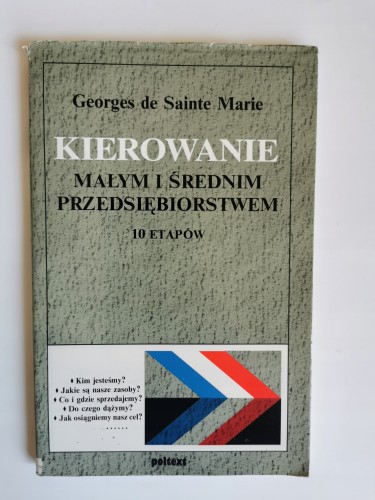 Georges de Sainte Marie
KIEROWANIE
MAŁYM I ŚREDNIM
PRZEDSIĘBIORSTWEM
10 ETAPÓW
♦ Kim jesteśmy?
♦ Jakie są nasze zasoby?
♦ Co i gdzie sprzedajemy?
♦ Do czego dążymy?
♦ Jak osiągniemy nasz cel?
......
poltext